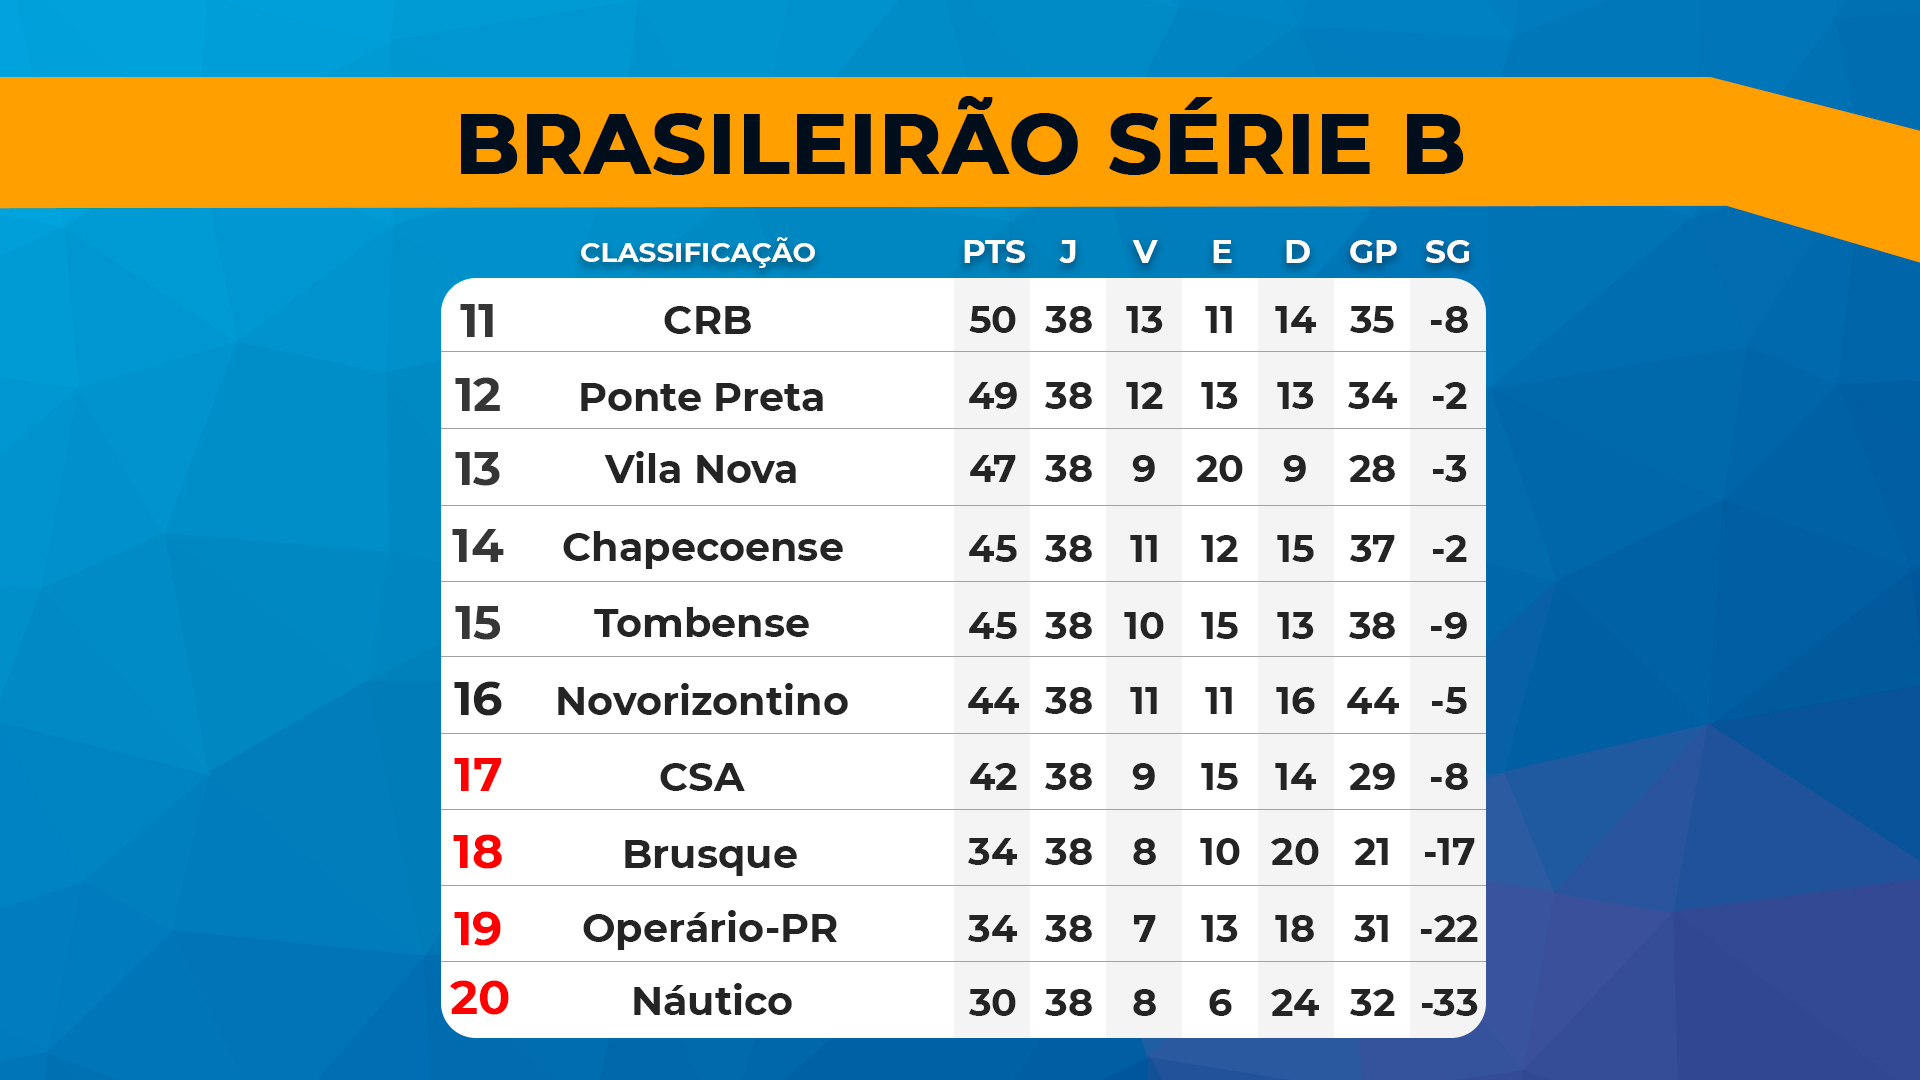 BRASILEIRÃO SÉRIE B
CLASSIFICAÇÃO PTS J V E D GP SG
11 CRB 50 38 13 11 14 35 -8
12 Ponte Preta 49 38 12 13 13 34 -2
13 Vila Nova 47 38 9 20 9 28 -3
14 Chapecoense 45 38 11 12 15 37 -2
15 Tombense 45 38 10 15 13 38 -9
16 Novorizontino 44 38 11 11 16 44 -5
17 CSA 42 38 9 15 14 29 -8
18 Brusque 34 38 8 10 20 21 -17
19 Operário-PR 34 38 7 13 18 31 -22
20 Náutico 30 38 8 6 24 32 -33